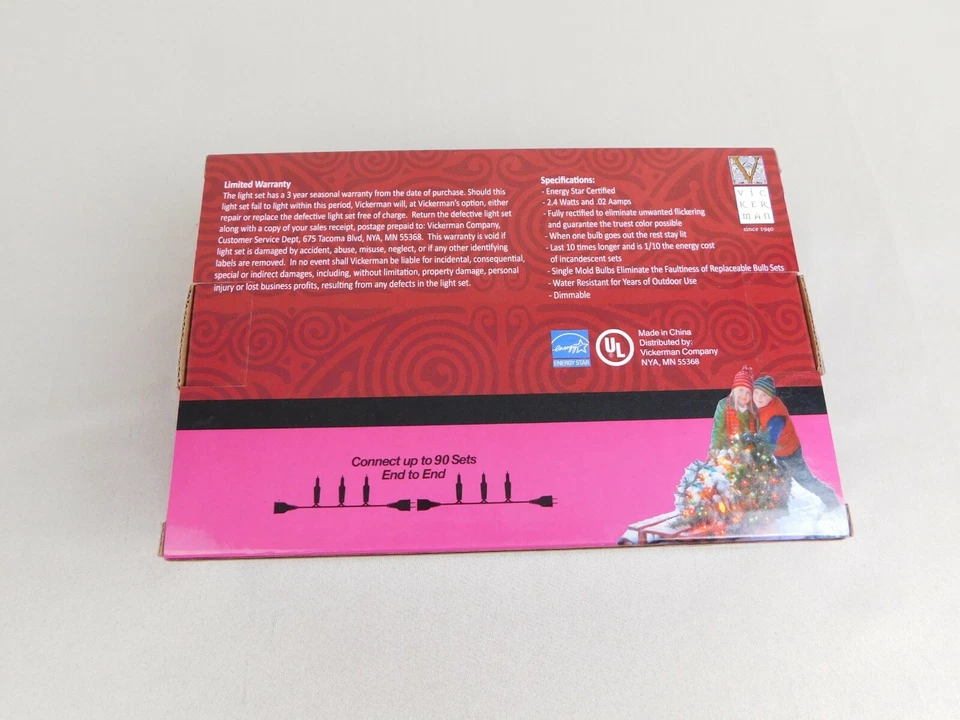 Limited Warranty
The light set has a 3 year seasonal warranty from the date of purchase. Should this
light set fail to light within this period, Vickerman will, at Vickerman's option, either
repair or replace the defective light set free of charge. Return the defective light set
along with a copy of your sales receipt, postage prepaid to: Vickerman Company,
Customer Service Dept, 675 Tacoma Blvd, NYA, MN 55368. This warranty is void if
light set is damaged by accident, abuse, misuse, neglect, or if any other identifying
labels are removed. In no event shall Vickerman be liable for incidental, consequential,
special or indirect damages, including, without limitation, property damage, personal
injury or lost business profits, resulting from any defects in the light set.
Specifications:
- Energy Star Certified
- 2.4 Watts and .02 Aamps
- Fully rectified to eliminate unwanted flickering
and guarantee the truest color possible
- When one bulb goes out the rest stay lit
- Last 10 times longer and is 1/10 the energy cost
of incandescent sets
- Single Mold Bulbs Eliminate the Faultiness of Replaceable Bulb Sets
- Water Resistant for Years of Outdoor Use
- Dimmable
V
VIC
KER
MAN
since 1940
energy
ENERGY STAR
UL
Made in China
Distributed by:
Vickerman Company
NYA, MN 55368
Connect up to 90 Sets
End to End